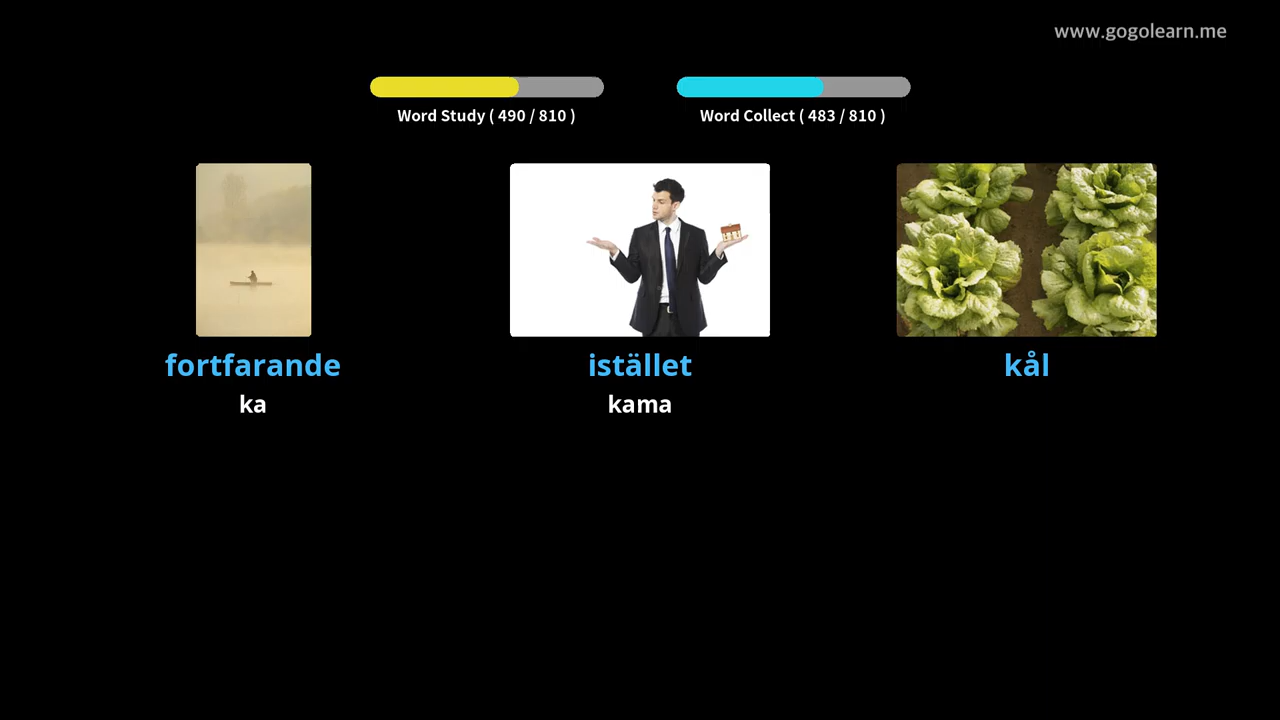 www.gogolearn.me
Word Study ( 490 / 810 )
Word Collect ( 483 / 810 )
fortfarande
ka
istället
kama
kål